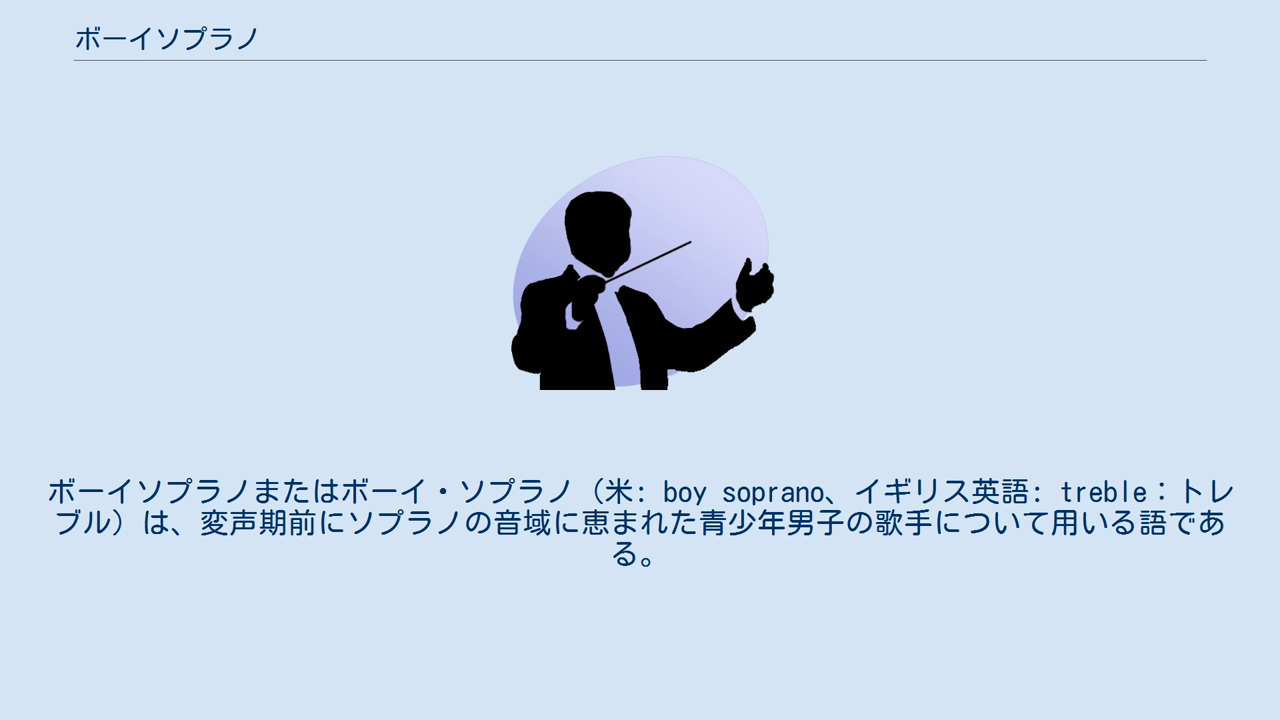 ボーイソプラノ
ボーイソプラノまたはボーイ・ソプラノ（米: boy soprano、イギリス英語: treble：トレ
ブル）は、変声期前にソプラノの音域に恵まれた青少年男子の歌手について用いる語であ
る。